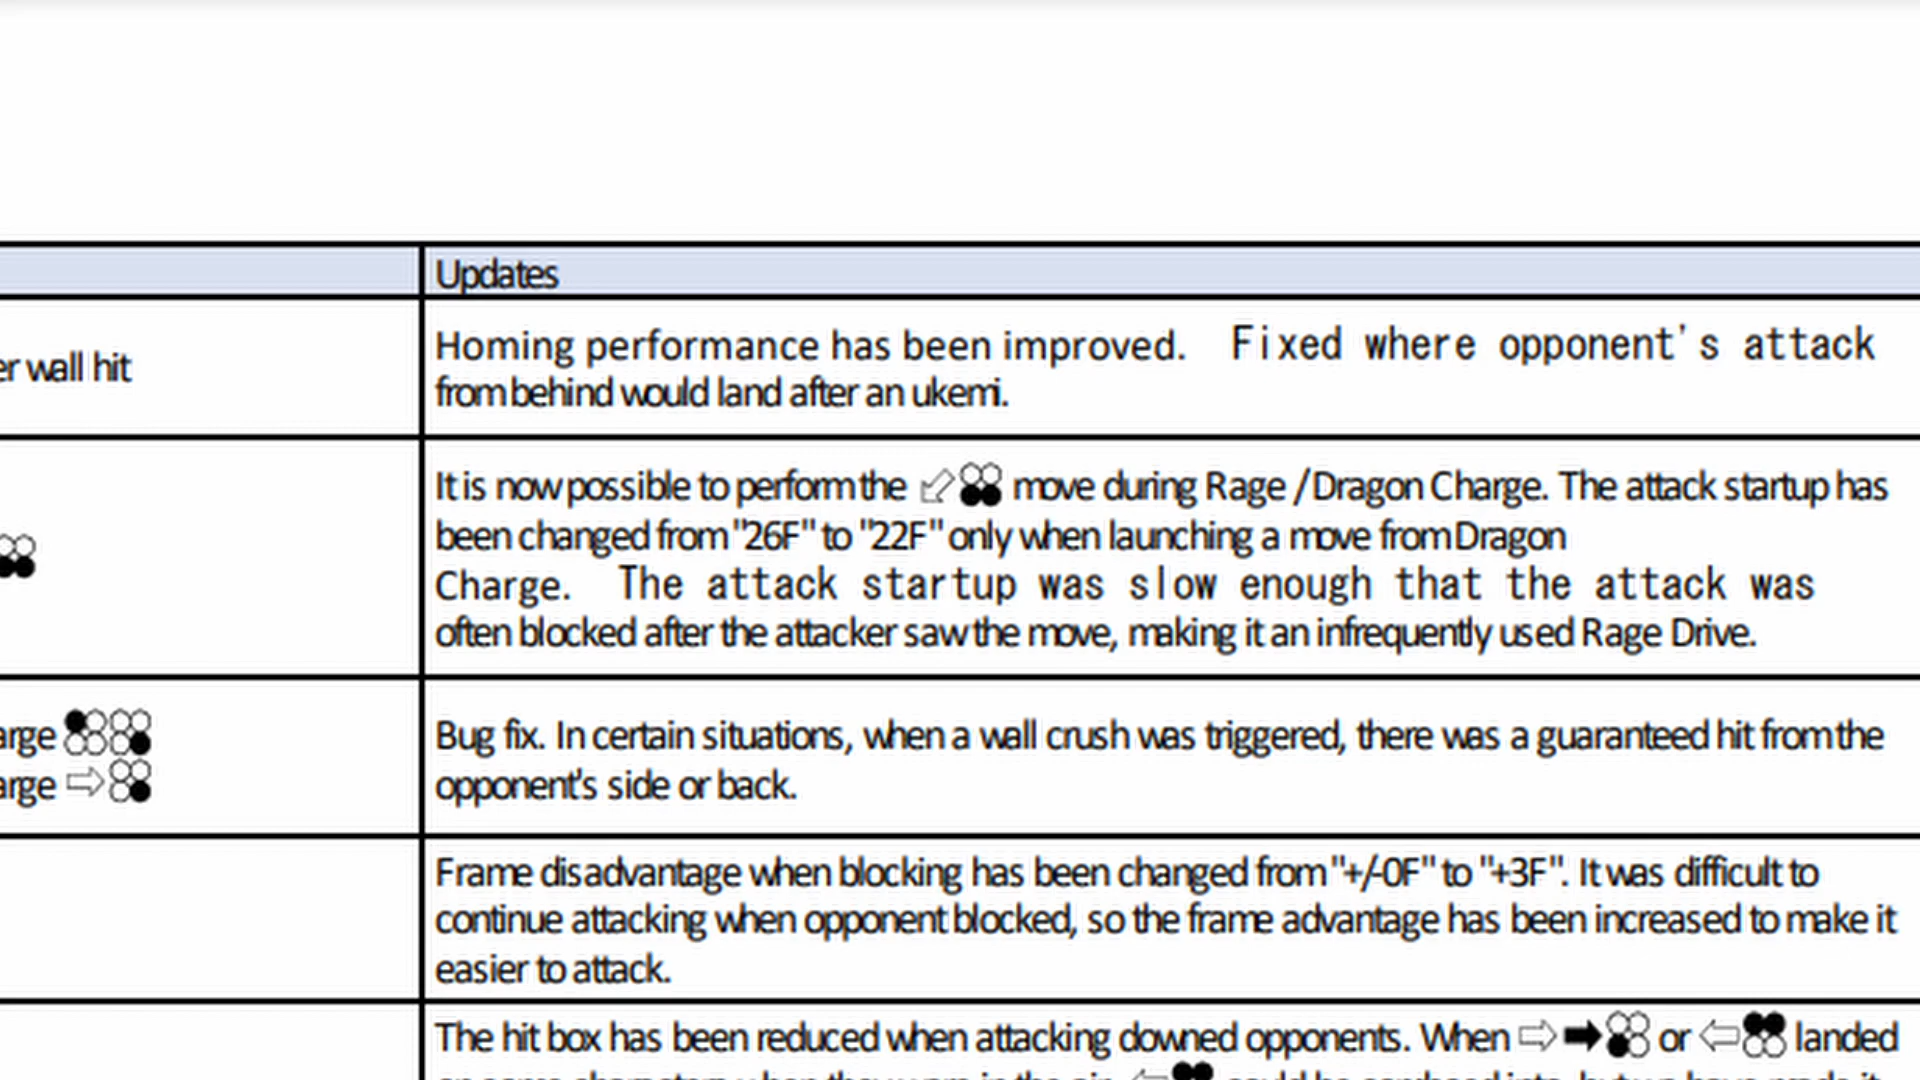 Updates
er wall hit
Homing performance has been improved. Fixed where opponent's attack
from behind would land after an ukemi.
It is now possible to perform the move during Rage /Dragon Charge. The attack startup has
been changed from "26F" to "22F" only when launching a move from Dragon
Charge. The attack startup was slow enough that the attack was
often blocked after the attacker saw the move, making it an infrequently used Rage Drive.
arge
arge
Bug fix. In certain situations, when a wall crush was triggered, there was a guaranteed hit from the
opponent's side or back.
Frame disadvantage when blocking has been changed from "+/-0F" to "+3F". It was difficult to
continue attacking when opponent blocked, so the frame advantage has been increased to make it
easier to attack.
The hit box has been reduced when attacking downed opponents. When ⇨ ➡ or ⇦ landed